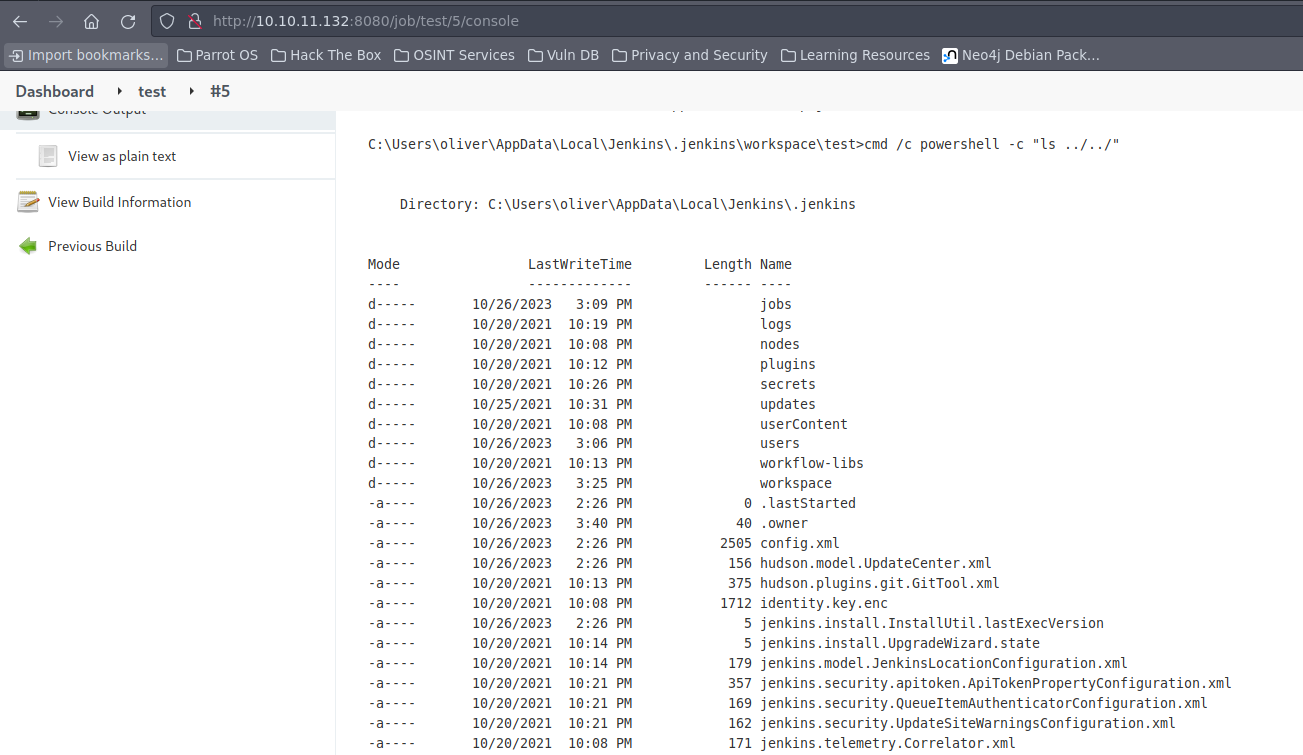 http://10.10.11.132:8080/job/test/5/console
Import bookmarks... Parrot OS Hack The Box OSINT Services Vuln DB Privacy and Security Learning Resources Neo4j Debian Pack...
Dashboard test #5
Console Output
View as plain text
View Build Information
Previous Build
C:\Users\oliver\AppData\Local\Jenkins\.jenkins\workspace\test>cmd /c powershell -c "ls ../../"
Directory: C:\Users\oliver\AppData\Local\Jenkins\.jenkins
Mode LastWriteTime Length Name
---- ------------- ------ ----
d----- 10/26/2023 3:09 PM jobs
d----- 10/20/2021 10:19 PM logs
d----- 10/20/2021 10:08 PM nodes
d----- 10/20/2021 10:12 PM plugins
d----- 10/20/2021 10:26 PM secrets
d----- 10/25/2021 10:31 PM updates
d----- 10/20/2021 10:08 PM userContent
d----- 10/26/2023 3:06 PM users
d----- 10/20/2021 10:13 PM workflow-libs
d----- 10/26/2023 3:25 PM workspace
-a---- 10/26/2023 2:26 PM 0 .lastStarted
-a---- 10/26/2023 3:40 PM 40 .owner
-a---- 10/26/2023 2:26 PM 2505 config.xml
-a---- 10/26/2023 2:26 PM 156 hudson.model.UpdateCenter.xml
-a---- 10/20/2021 10:13 PM 375 hudson.plugins.git.GitTool.xml
-a---- 10/20/2021 10:08 PM 1712 identity.key.enc
-a---- 10/26/2023 2:26 PM 5 jenkins.install.InstallUtil.lastExecVersion
-a---- 10/20/2021 10:14 PM 5 jenkins.install.UpgradeWizard.state
-a---- 10/20/2021 10:14 PM 179 jenkins.model.JenkinsLocationConfiguration.xml
-a---- 10/20/2021 10:21 PM 357 jenkins.security.apitoken.ApiTokenPropertyConfiguration.xml
-a---- 10/20/2021 10:21 PM 169 jenkins.security.QueueItemAuthenticatorConfiguration.xml
-a---- 10/20/2021 10:21 PM 162 jenkins.security.UpdateSiteWarningsConfiguration.xml
-a---- 10/20/2021 10:08 PM 171 jenkins.telemetry.Correlator.xml